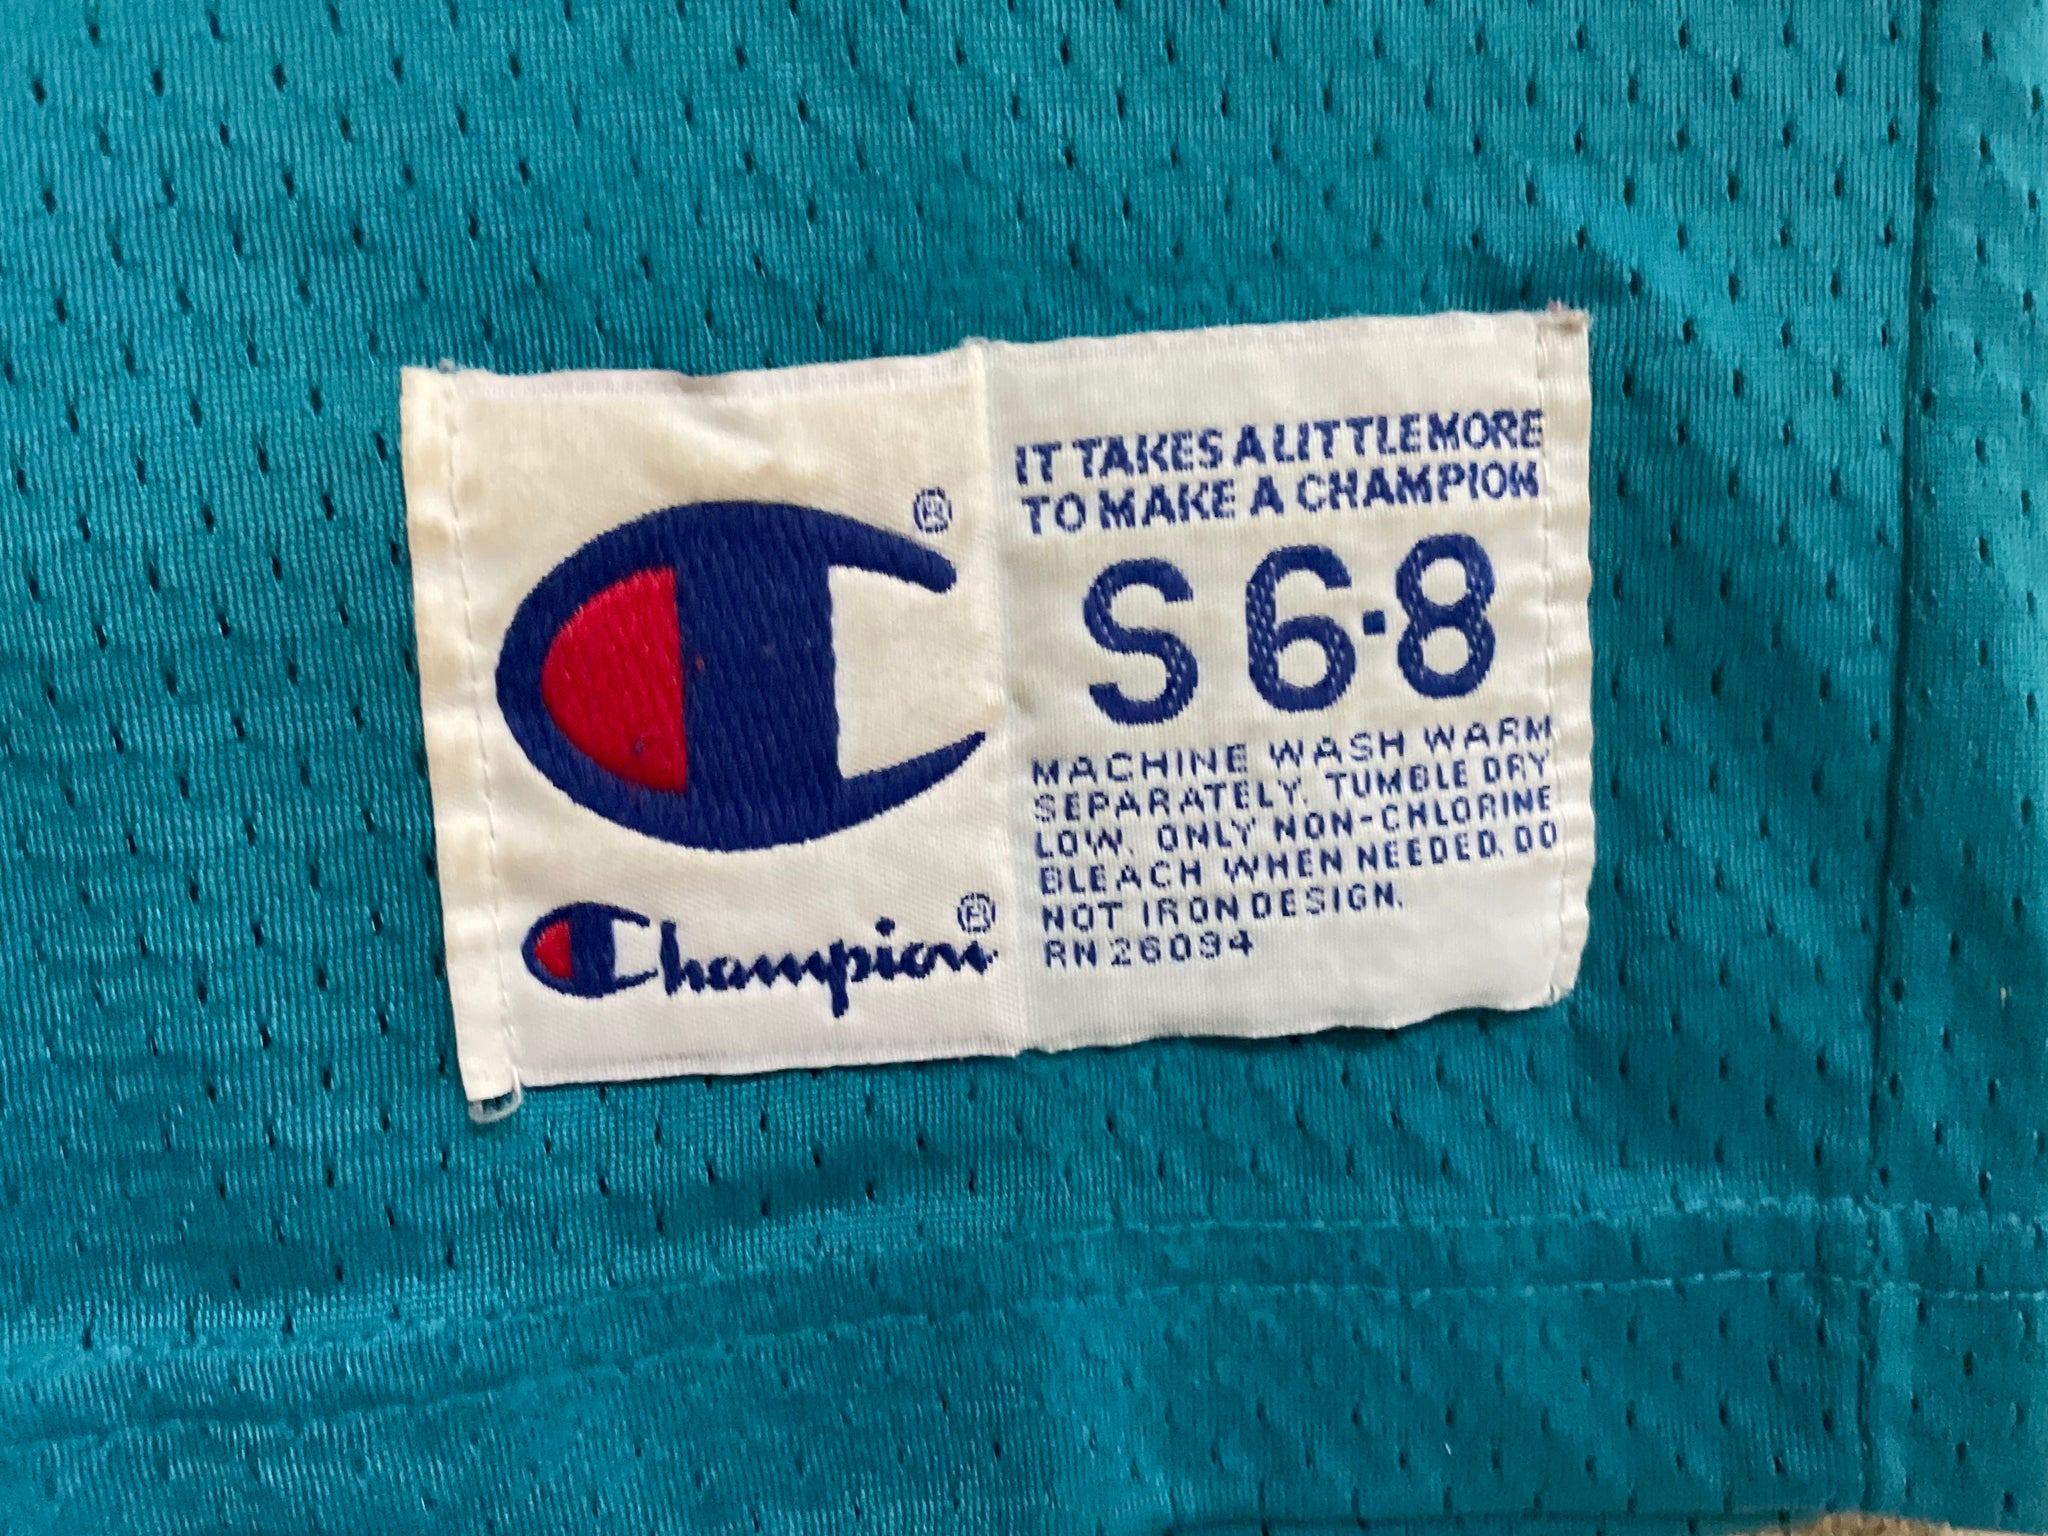 ®
Champion®
IT TAKES A LITTLE MORE
TO MAKE A CHAMPION
S 6·8
MACHINE WASH WARM
SEPARATELY. TUMBLE DRY
LOW. ONLY NON-CHLORINE
BLEACH WHEN NEEDED. DO
NOT IRON DESIGN.
RN 26094